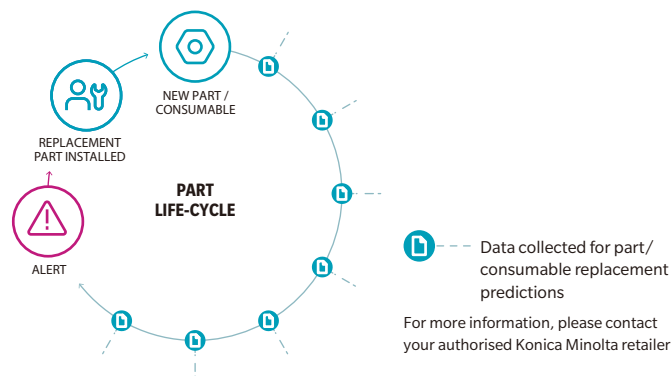 NEW PART /
CONSUMABLE
REPLACEMENT
PART INSTALLED
PART
LIFE-CYCLE
ALERT
Data collected for part/
consumable replacement
predictions
For more information, please contact
your authorised Konica Minolta retailer